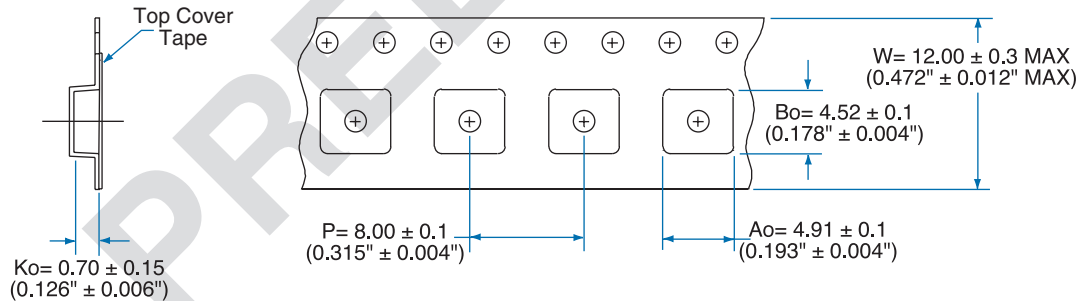 Top Cover
Tape
W= 12.00 ± 0.3 MAX
(0.472" ± 0.012" MAX)
Bo= 4.52 ± 0.1
(0.178" ± 0.004")
P= 8.00 ± 0.1
(0.315" ± 0.004")
Ao= 4.91 ± 0.1
(0.193" ± 0.004")
Ko= 0.70 ± 0.15
(0.126" ± 0.006")
PREL